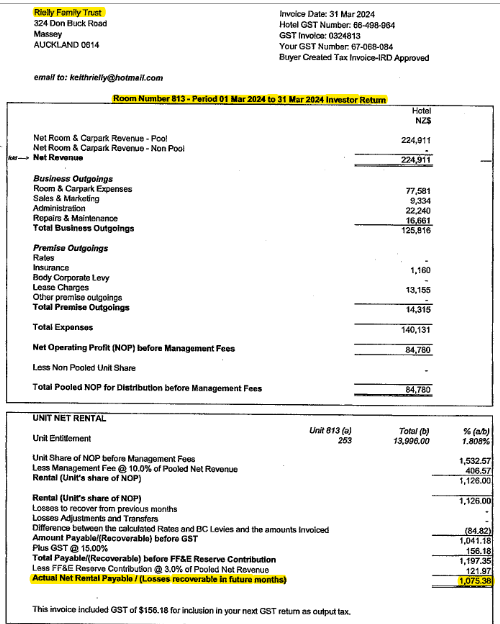 Rielly Family Trust
324 Don Buck Road
Massey
AUCKLAND 0614
Invoice Date: 31 Mar 2024
Hotel GST Number: 66-498-964
GST Invoice: 0324813
Your GST Number: 67-068-084
Buyer Created Tax Invoice-IRD Approved
email to: keithrielly@hotmail.com
Room Number 813 - Period 01 Mar 2024 to 31 Mar 2024 Investor Return
Hotel
NZ$
Net Room & Carpark Revenue - Pool 224,911
Net Room & Carpark Revenue - Non Pool -
Net Revenue 224,911
Business Outgoings
Room & Carpark Expenses 77,581
Sales & Marketing 9,334
Administration 22,240
Repairs & Maintenance 16,661
Total Business Outgoings 125,816
Premise Outgoings
Rates -
Insurance 1,160
Body Corporate Levy -
Lease Charges 13,155
Other premise outgoings -
Total Premise Outgoings 14,315
Total Expenses 140,131
Net Operating Profit (NOP) before Management Fees 84,780
Less Non Pooled Unit Share -
Total Pooled NOP for Distribution before Management Fees 84,780
UNIT NET RENTAL
Unit 813 (a) Total (b) % (a/b)
Unit Entitlement 253 13,996.00 1.808%
Unit Share of NOP before Management Fees 1,532.57
Less Management Fee @ 10.0% of Pooled Net Revenue 406.57
Rental (Unit's share of NOP) 1,126.00
Rental (Unit's share of NOP) 1,126.00
Losses to recover from previous months -
Losses Adjustments and Transfers -
Difference between the calculated Rates and BC Levies and the amounts Invoiced (84.82)
Amount Payable/(Recoverable) before GST 1,041.18
Plus GST @ 15.00% 156.18
Total Payable/(Recoverable) before FF&E Reserve Contribution 1,197.35
Less FF&E Reserve Contribution @ 3.0% of Pooled Net Revenue 121.97
Actual Net Rental Payable / (Losses recoverable in future months) 1,075.38
This invoice included GST of $156.18 for inclusion in your next GST return as output tax.